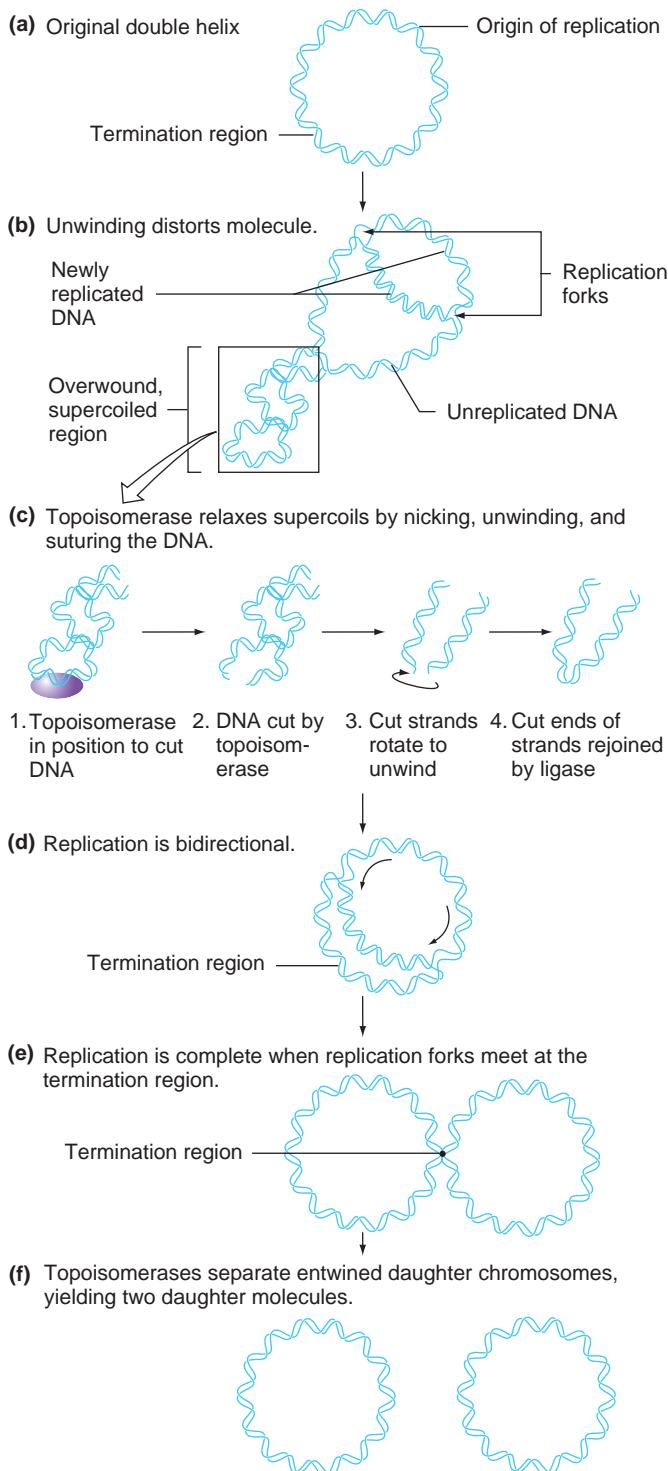 (a) Original double helix
Origin of replication
Termination region
(b) Unwinding distorts molecule.
Newly
replicated
DNA
Replication
forks
Overwound,
supercoiled
region
Unreplicated DNA
(c) Topoisomerase relaxes supercoils by nicking, unwinding, and
suturing the DNA.
1. Topoisomerase
in position to cut
DNA
2. DNA cut by
topoisom-
erase
3. Cut strands
rotate to
unwind
4. Cut ends of
strands rejoined
by ligase
(d) Replication is bidirectional.
Termination region
(e) Replication is complete when replication forks meet at the
termination region.
Termination region
(f) Topoisomerases separate entwined daughter chromosomes,
yielding two daughter molecules.